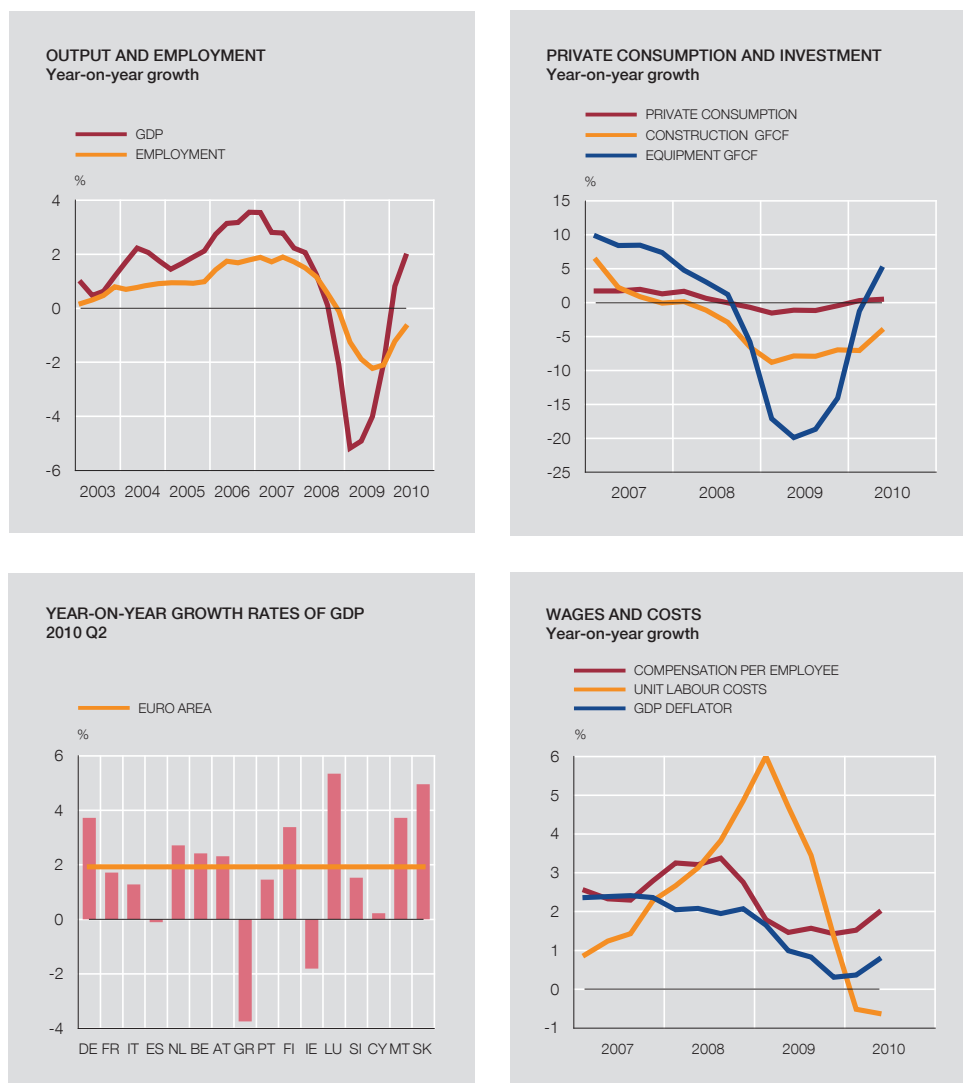 OUTPUT AND EMPLOYMENT
Year-on-year growth
GDP
EMPLOYMENT
%
4
2
0
-2
-4
-6
2003 2004 2005 2006 2007 2008 2009 2010
PRIVATE CONSUMPTION AND INVESTMENT
Year-on-year growth
PRIVATE CONSUMPTION
CONSTRUCTION GFCF
EQUIPMENT GFCF
%
15
10
5
0
-5
-10
-15
-20
-25
2007 2008 2009 2010
YEAR-ON-YEAR GROWTH RATES OF GDP
2010 Q2
EURO AREA
%
6
4
2
0
-2
-4
DE FR IT ES NL BE AT GR PT FI IE LU SI CY MT SK
WAGES AND COSTS
Year-on-year growth
COMPENSATION PER EMPLOYEE
UNIT LABOUR COSTS
GDP DEFLATOR
%
6
5
4
3
2
1
0
-1
2007 2008 2009 2010